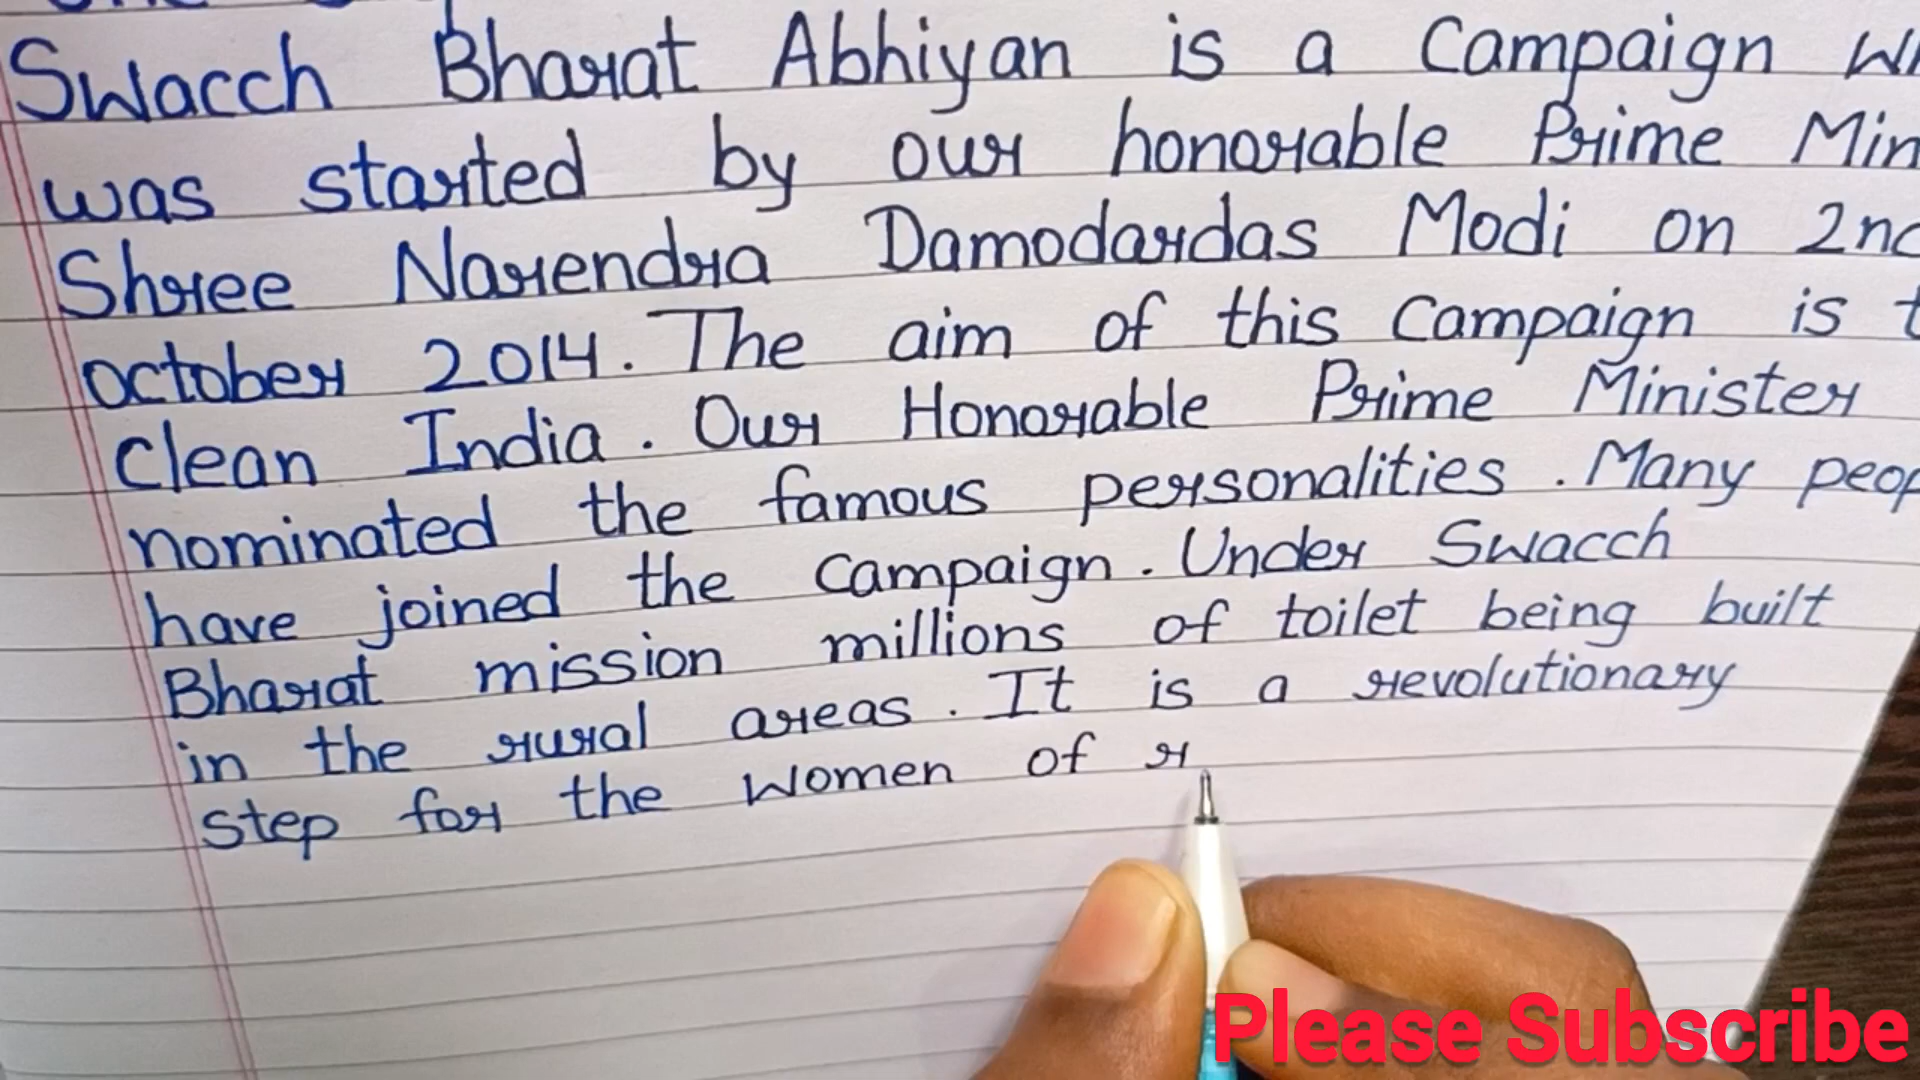 Swacch Bharat Abhiyan is a Campaign
was started by our honorable Prime
Shree Narendra Damodardas Modi on
october 2014. The aim of this Campaign is
Clean India. Our Honorable Prime Minister
nominated the famous personalities. Many
have joined the Campaign. Under Swacch
Bharat mission millions of toilet being built
in the rural areas. It is a revolutionary
step for the women of r
Please Subscribe